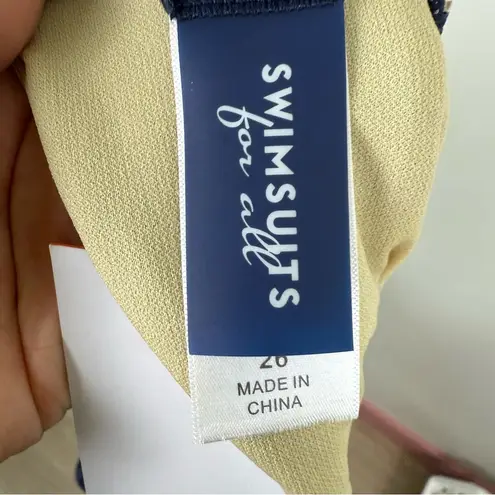 SWIMSUITS
for all
26
MADE IN
CHINA